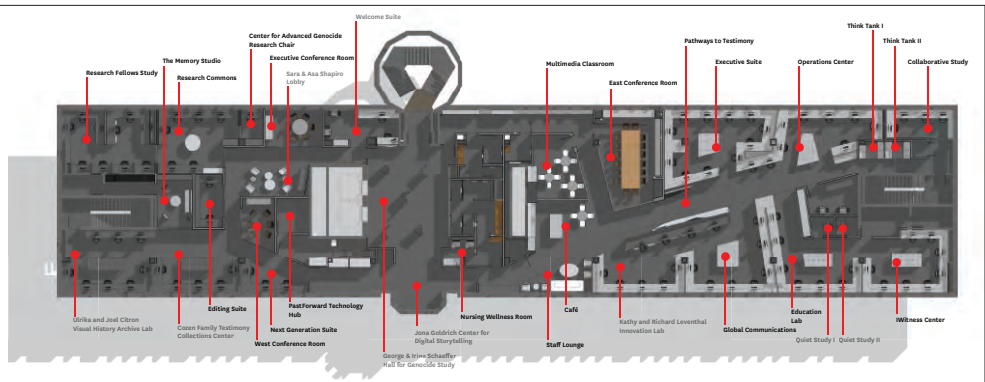 Welcome Suite
Center for Advanced Genocide
Research Chair
Executive Conference Room
The Memory Studio
Research Fellows Study
Research Commons
Sara & Asa Shapiro
Lobby
Multimedia Classroom
East Conference Room
Pathways to Testimony
Executive Suite
Operations Center
Think Tank I
Think Tank II
Collaborative Study
Ulrika and Joel Citron
Visual History Archive Lab
Cozen Family Testimony
Collections Center
Editing Suite
West Conference Room
Next Generation Suite
PastForward Technology
Hub
George & Irina Schaeffer
Hall for Genocide Study
Jona Goldrich Center for
Digital Storytelling
Nursing Wellness Room
Staff Lounge
Café
Kathy and Richard Leventhal
Innovation Lab
Global Communications
Education
Lab
Quiet Study I
Quiet Study II
IWitness Center